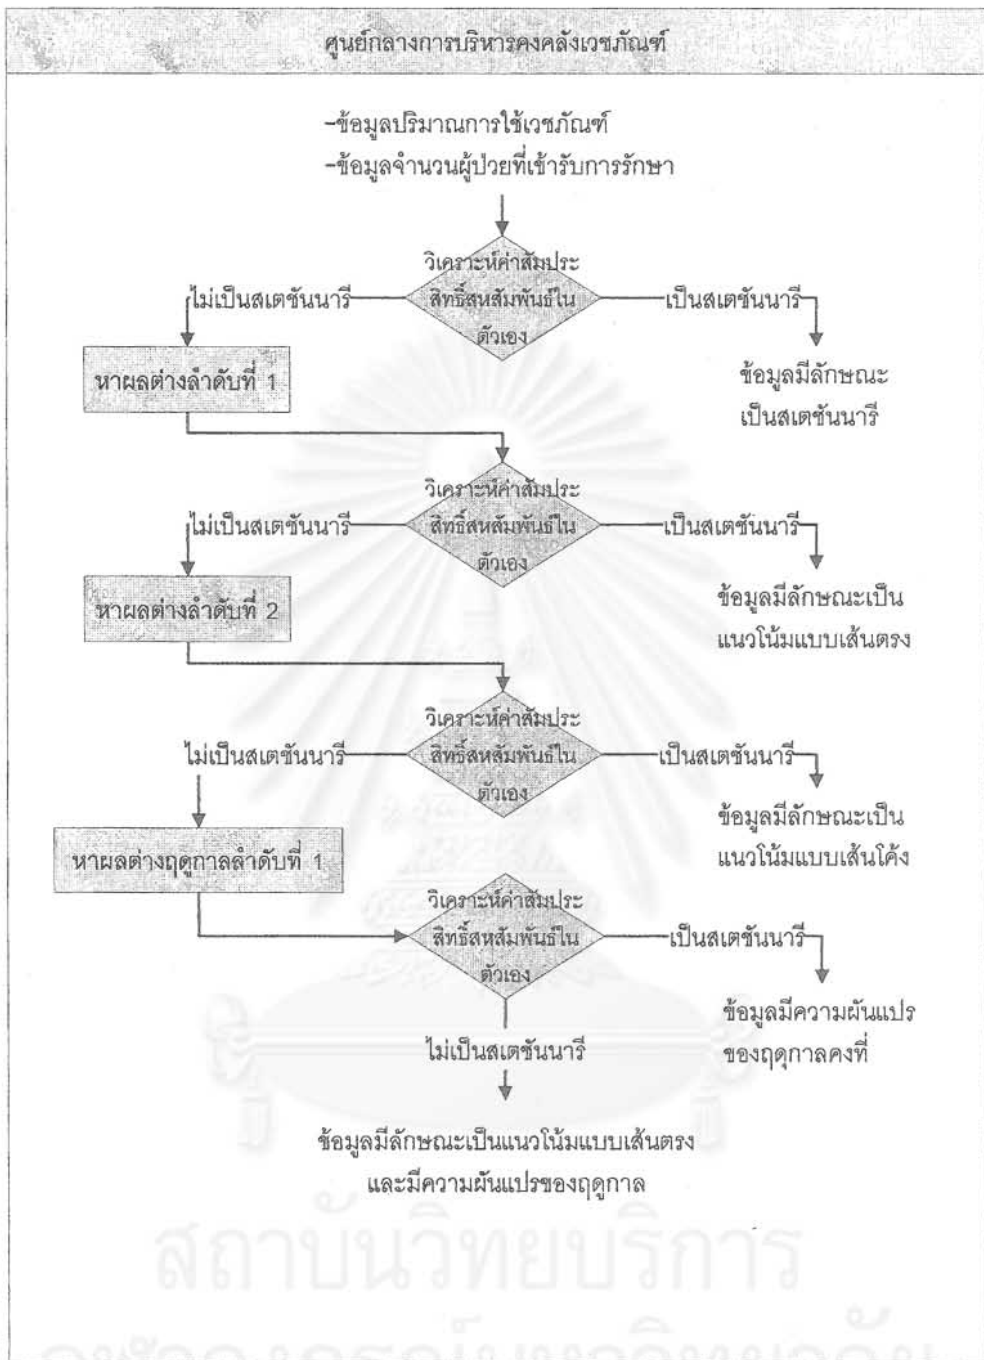 ศูนย์กลางการบริหารคงคลังเวชภัณฑ์
-ข้อมูลปริมาณการใช้เวชภัณฑ์
-ข้อมูลจำนวนผู้ป่วยที่เข้ารับการรักษา
วิเคราะห์ค่าสัมประ
สิทธิ์สหสัมพันธ์ใน
ตัวเอง
ไม่เป็นสเตชันนารี
เป็นสเตชันนารี
หาผลต่างลำดับที่ 1
ข้อมูลมีลักษณะ
เป็นสเตชันนารี
วิเคราะห์ค่าสัมประ
สิทธิ์สหสัมพันธ์ใน
ตัวเอง
ไม่เป็นสเตชันนารี
เป็นสเตชันนารี
หาผลต่างลำดับที่ 2
ข้อมูลมีลักษณะเป็น
แนวโน้มแบบเส้นตรง
วิเคราะห์ค่าสัมประ
สิทธิ์สหสัมพันธ์ใน
ตัวเอง
ไม่เป็นสเตชันนารี
เป็นสเตชันนารี
หาผลต่างฤดูกาลลำดับที่ 1
ข้อมูลมีลักษณะเป็น
แนวโน้มแบบเส้นโค้ง
วิเคราะห์ค่าสัมประ
สิทธิ์สหสัมพันธ์ใน
ตัวเอง
เป็นสเตชันนารี
ข้อมูลมีความผันแปร
ของฤดูกาลคงที่
ไม่เป็นสเตชันนารี
ข้อมูลมีลักษณะเป็นแนวโน้มแบบเส้นตรง
และมีความผันแปรของฤดูกาล
สถาบันวิทยบริการ